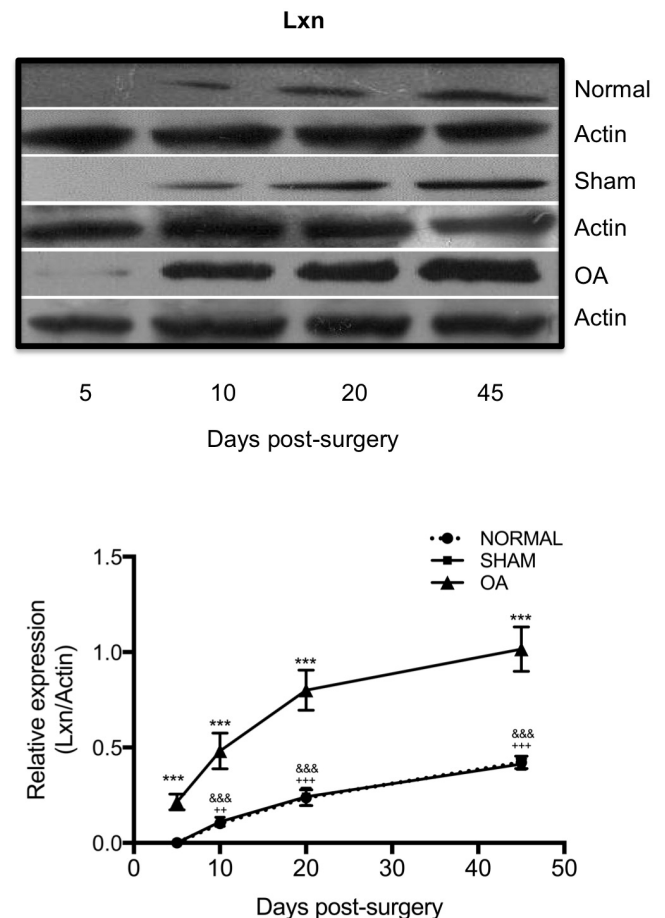 Lxn
Normal
Actin
Sham
Actin
OA
Actin
5 10 20 45
Days post-surgery
NORMAL
SHAM
OA
Relative expression
(Lxn/Actin)
1.5
1.0
0.5
0.0
***
***
***
***
&&&
++
&&&
+++
&&&
+++
0 10 20 30 40 50
Days post-surgery